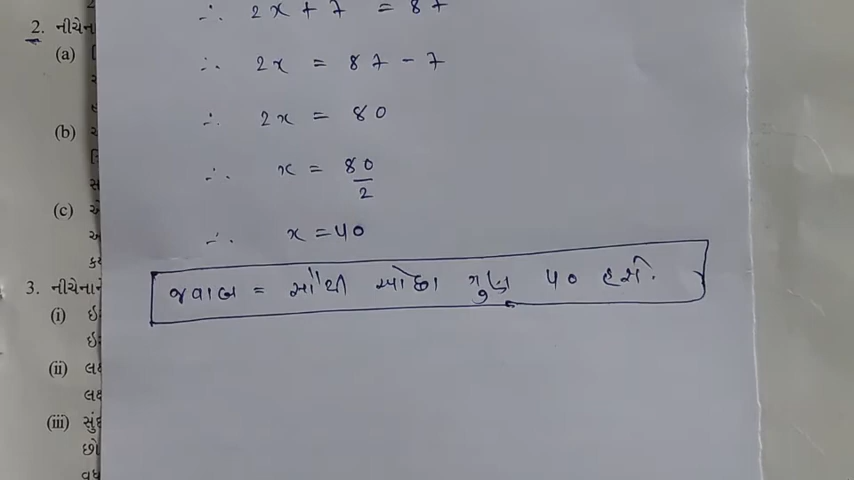 2. નીચેના
(a)
(b)
(c)
3. નીચેનાને
(i)
(ii)
(iii)
∴ 2x + 7 = 87
∴ 2x = 87 - 7
∴ 2x = 80
∴ x = 80
2
∴ x = 40
જવાબ = સૌથી ઓછા ગુણ 40 હશે.